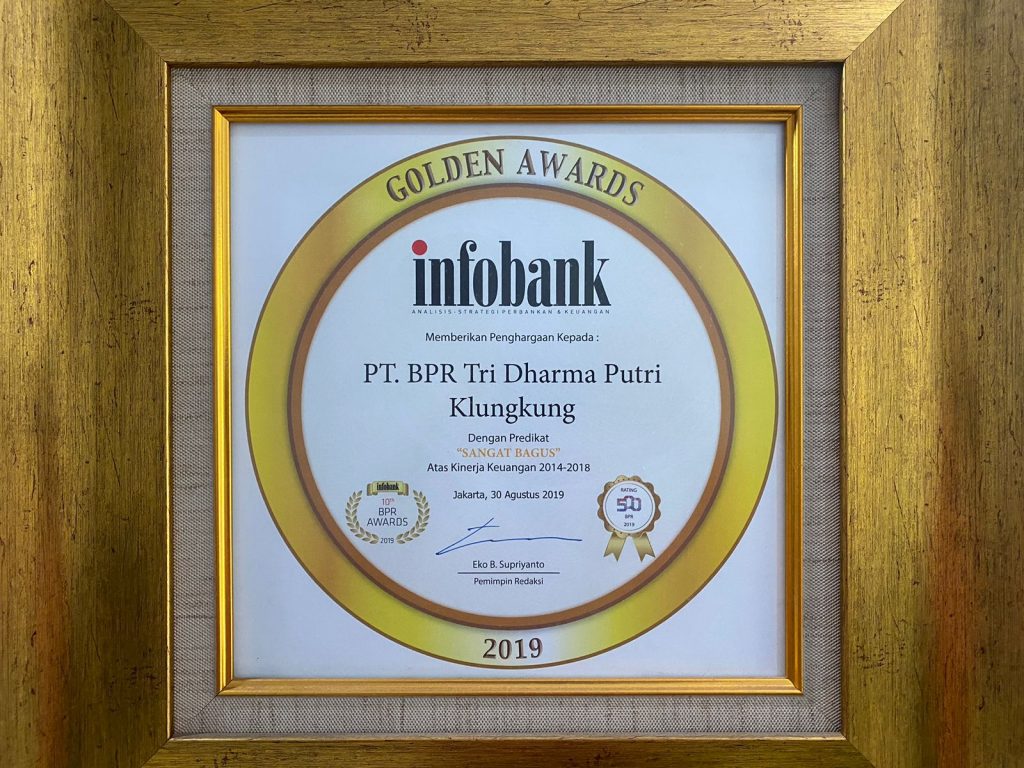 GOLDEN AWARDS
infobank
ANALISIS-STRATEGI PERBANKAN & KEUANGAN
Memberikan Penghargaan Kepada :
PT. BPR Tri Dharma Putri
Klungkung
Dengan Predikat
“SANGAT BAGUS”
Atas Kinerja Keuangan 2014-2018
Jakarta, 30 Agustus 2019
infobank
10th
BPR
AWARDS
2019
RATING
500
BPR
2019
Eko B. Supriyanto
Pemimpin Redaksi
2019